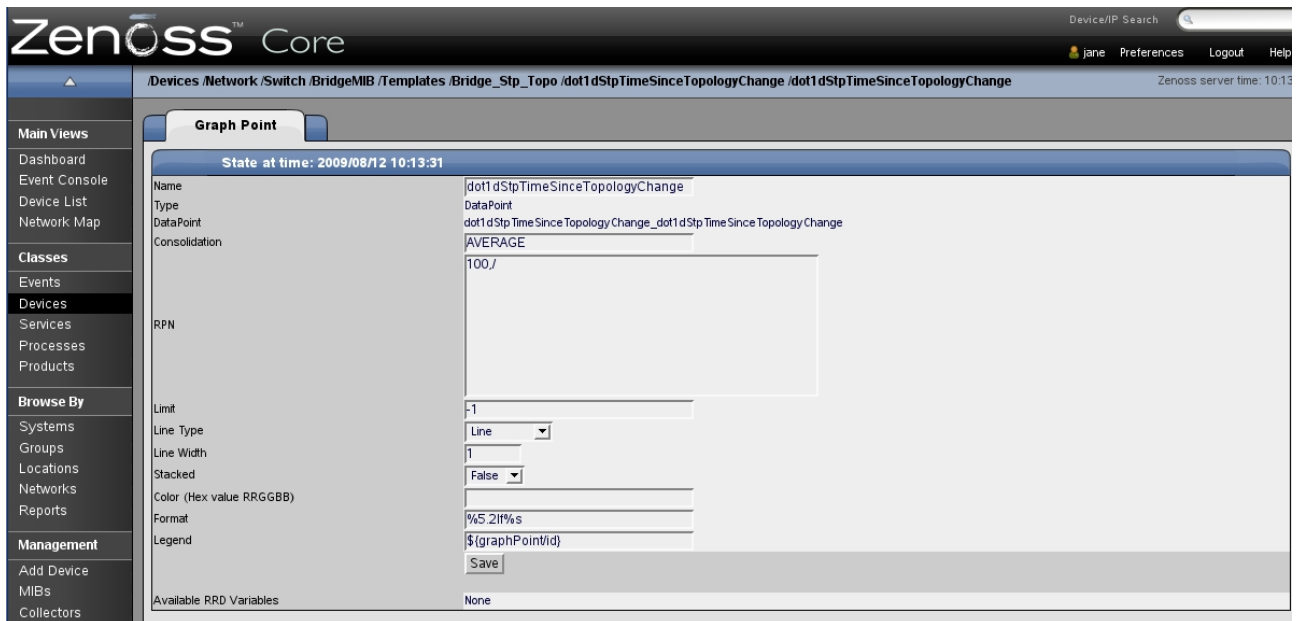 Zenoss™ Core
Device/IP Search
jane Preferences Logout Help
/Devices /Network /Switch /BridgeMIB /Templates /Bridge_Stp_Topo /dot1dStpTimeSinceTopologyChange /dot1dStpTimeSinceTopologyChange
Zenoss server time: 10:13
Main Views
Dashboard
Event Console
Device List
Network Map
Classes
Events
Devices
Services
Processes
Products
Browse By
Systems
Groups
Locations
Networks
Reports
Management
Add Device
MIBs
Collectors
Graph Point
State at time: 2009/08/12 10:13:31
Name dot1dStpTimeSinceTopologyChange
Type DataPoint
DataPoint dot1dStpTimeSinceTopologyChange_dot1dStpTimeSinceTopologyChange
Consolidation AVERAGE
RPN 100,/
Limit -1
Line Type Line
Line Width 1
Stacked False
Color (Hex value RRGGBB)
Format %5.2lf%s
Legend ${graphPoint/id}
Save
Available RRD Variables None